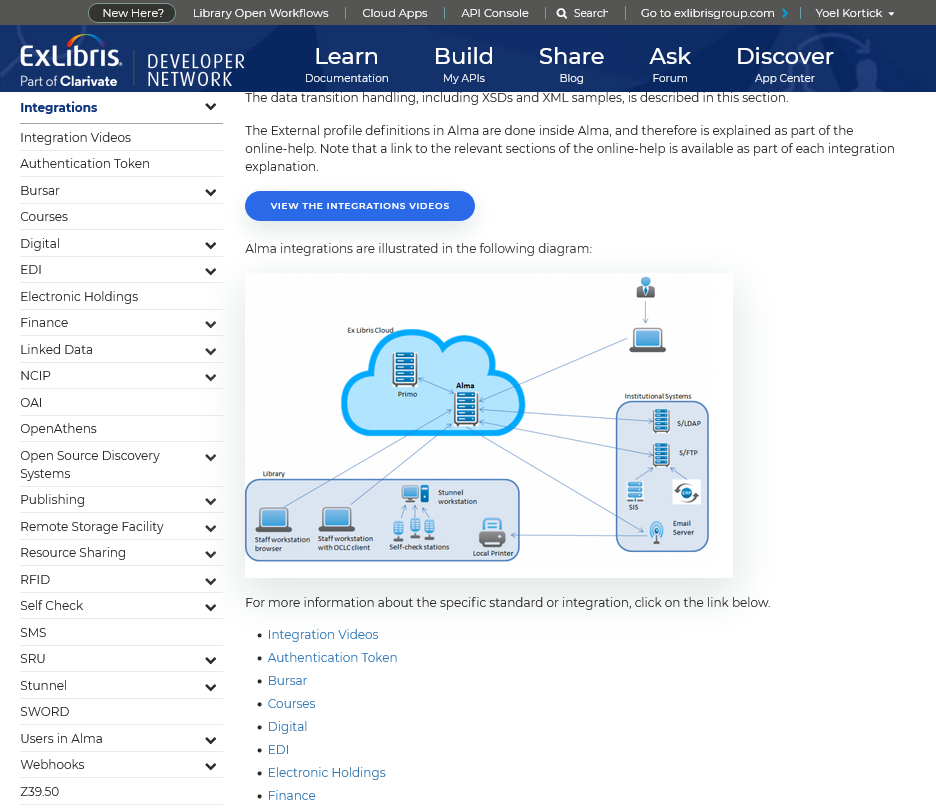 New Here?
Library Open Workflows
Cloud Apps
API Console
Search
Go to exlibrisgroup.com
Yoel Kortick
ExLibris
Part of Clarivate
DEVELOPER
NETWORK
Learn
Documentation
Build
My APIs
Share
Blog
Ask
Forum
Discover
App Center
Integrations
Integration Videos
Authentication Token
Bursar
Courses
Digital
EDI
Electronic Holdings
Finance
Linked Data
NCIP
OAI
OpenAthens
Open Source Discovery
Systems
Publishing
Remote Storage Facility
Resource Sharing
RFID
Self Check
SMS
SRU
Stunnel
SWORD
Users in Alma
Webhooks
Z39.50
The data transition handling, including XSDs and XML samples, is described in this section.
The External profile definitions in Alma are done inside Alma, and therefore is explained as part of the
online-help. Note that a link to the relevant sections of the online-help is available as part of each integration
explanation.
VIEW THE INTEGRATIONS VIDEOS
Alma integrations are illustrated in the following diagram:
Ex Libris Cloud
Primo
Alma
Institutional Systems
S/LDAP
S/FTP
SIS
Email
Server
Library
Stunnel
workstation
Staff workstation
browser
Staff workstation
with OCLC client
Self-check stations
Local Printer
For more information about the specific standard or integration, click on the link below.
Integration Videos
Authentication Token
Bursar
Courses
Digital
EDI
Electronic Holdings
Finance